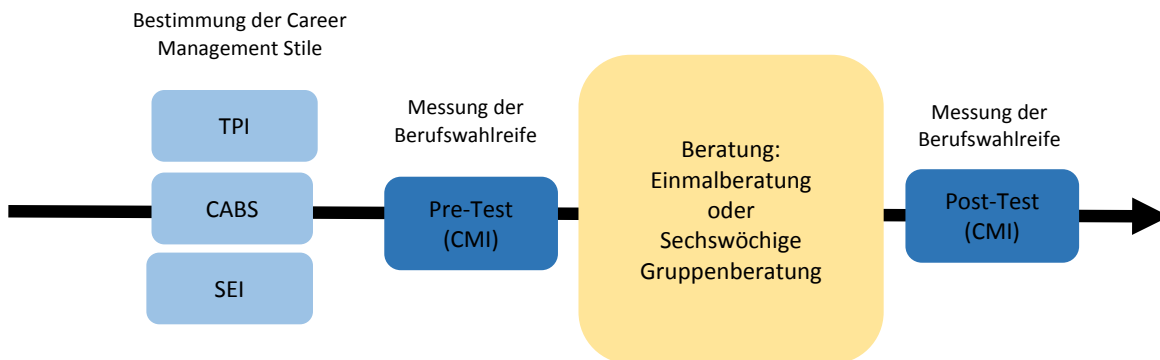 Bestimmung der Career
Management Stile
TPI
CABS
SEI
Messung der
Berufswahlreife
Pre-Test
(CMI)
Beratung:
Einmalberatung
oder
Sechswöchige
Gruppenberatung
Messung der
Berufswahlreife
Post-Test
(CMI)